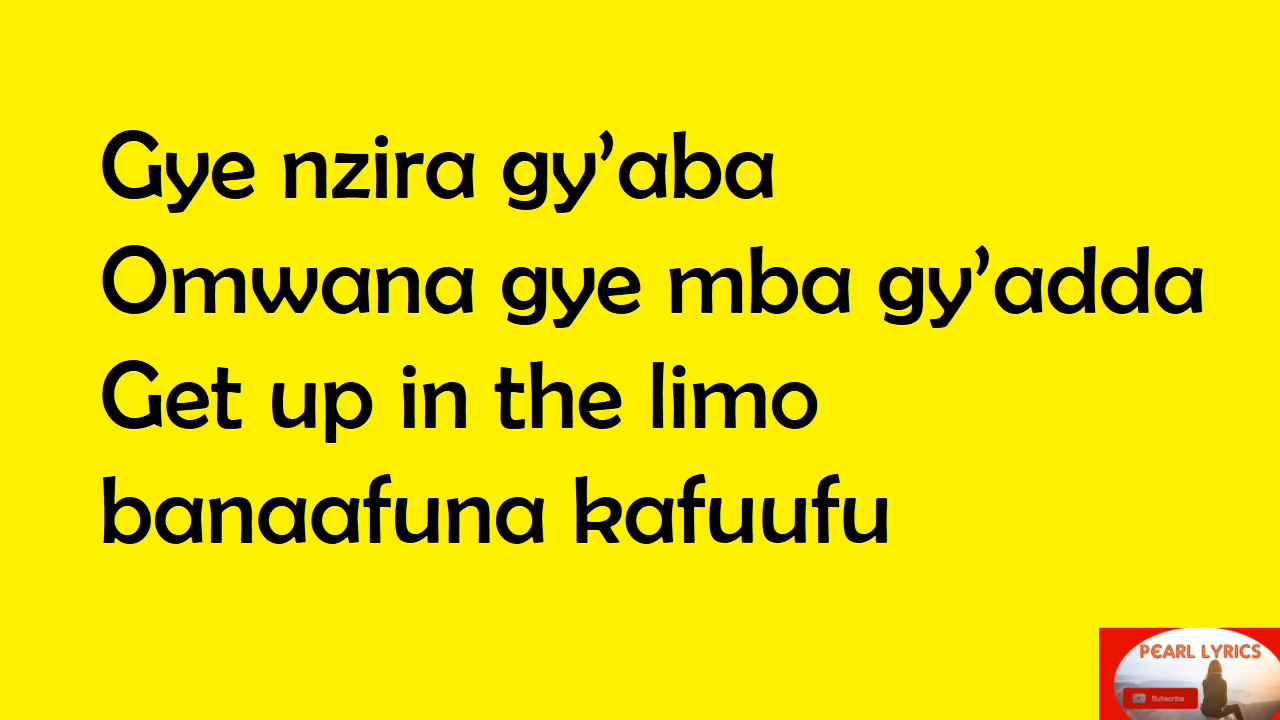 Gye nzira gy’aba
Omwana gye mba gy’adda
Get up in the limo
banaafuna kafuufu
PEARL LYRICS
Subscribe